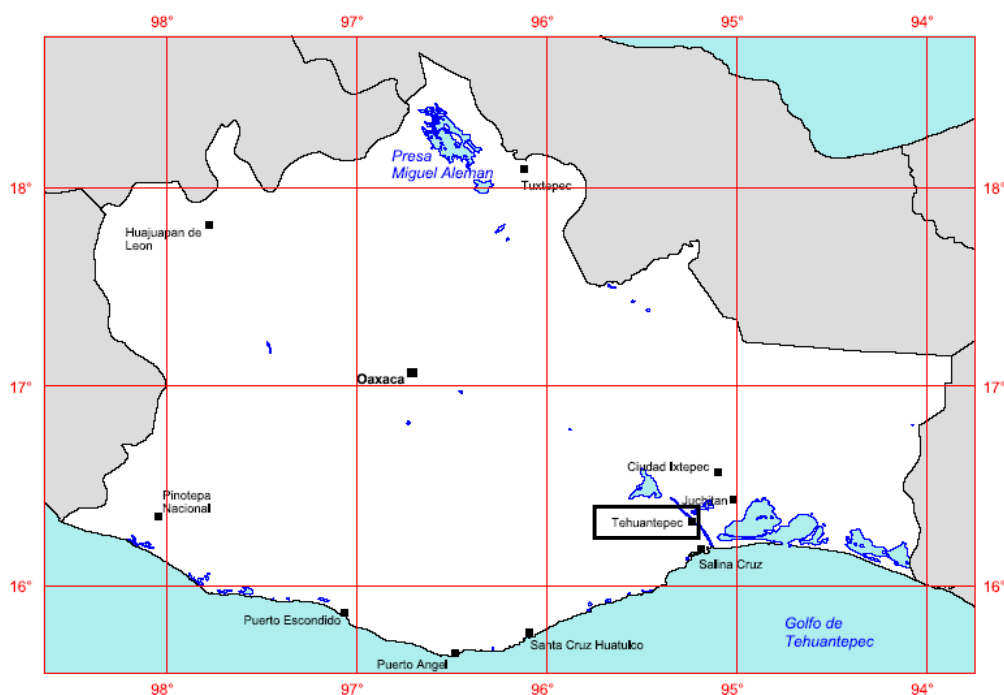 98°
97°
96°
95°
94°
Presa
Miguel Aleman
18°
18°
Tuxtepec
Huajuapan de
Leon
17°
17°
Oaxaca
Ciudad Ixtepec
Pinotepa
Nacional
Juchitan
Tehuantepec
Salina Cruz
16°
16°
Puerto Escondido
Golfo de
Tehuantepec
Santa Cruz Huatulco
Puerto Angel
98°
97°
96°
95°
94°